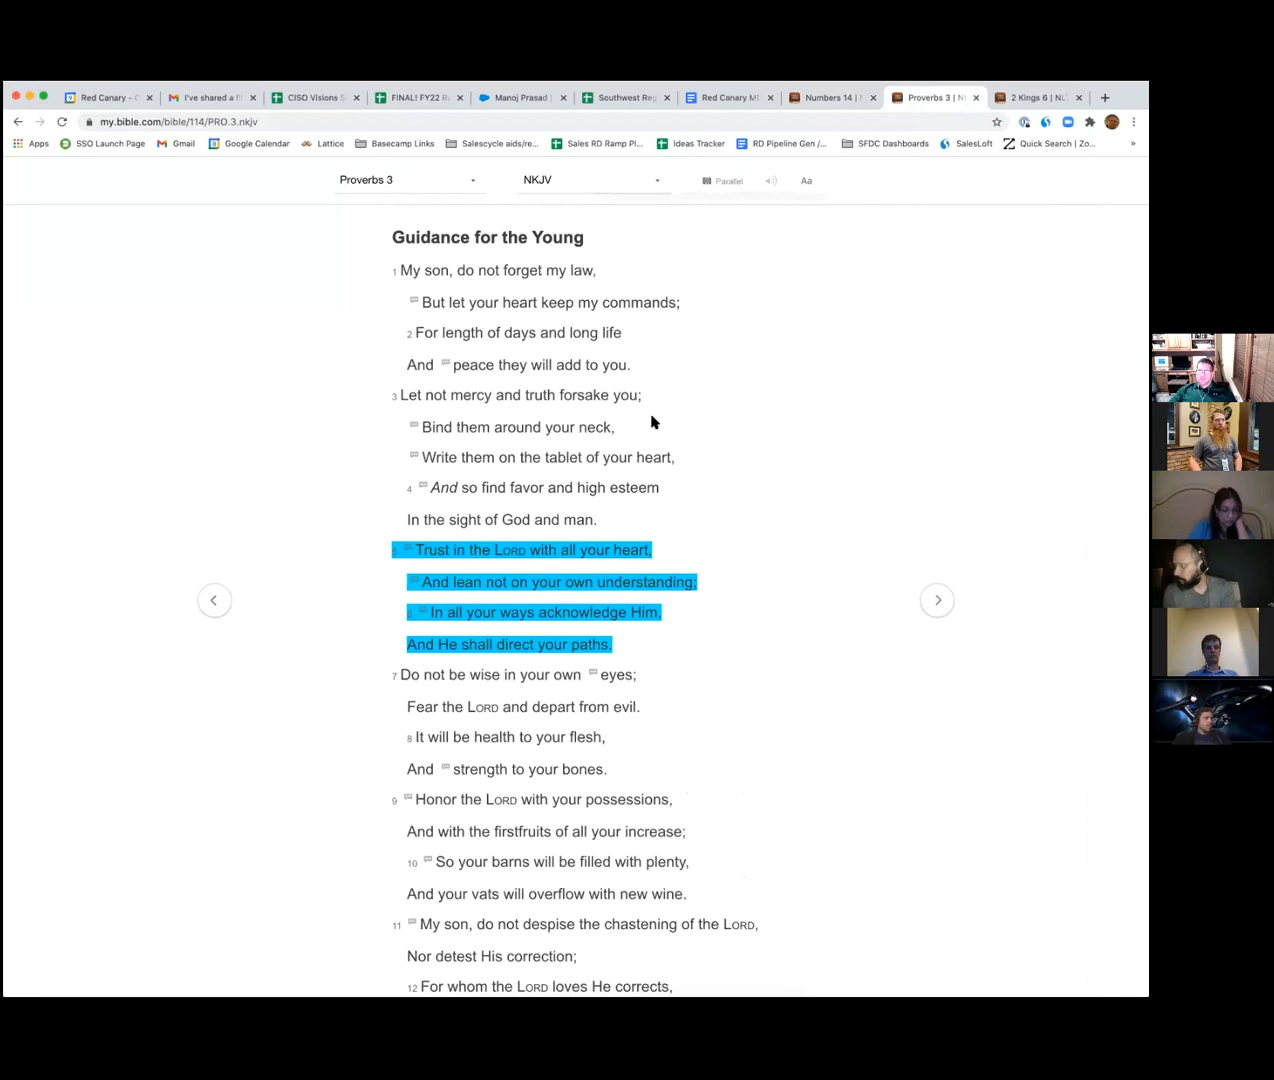 Red Canary - C
I've shared a fi
CISO Visions S
FINAL! FY22 R
Manoj Prasad |
Southwest Reg
Red Canary M
Numbers 14 |
Proverbs 3 | N
2 Kings 6 | NL
my.bible.com/bible/114/PRO.3.nkjv
Apps
SSO Launch Page
Gmail
Google Calendar
Lattice
Basecamp Links
Salescycle aids/re...
Sales RD Ramp Pl...
Ideas Tracker
RD Pipeline Gen /...
SFDC Dashboards
SalesLoft
Quick Search | Zo...
»
Proverbs 3
NKJV
Parallel
Aa
Guidance for the Young
1 My son, do not forget my law,
But let your heart keep my commands;
2 For length of days and long life
And peace they will add to you.
3 Let not mercy and truth forsake you;
Bind them around your neck,
Write them on the tablet of your heart,
4 And so find favor and high esteem
In the sight of God and man.
5 Trust in the LORD with all your heart,
And lean not on your own understanding;
6 In all your ways acknowledge Him,
And He shall direct your paths.
7 Do not be wise in your own eyes;
Fear the LORD and depart from evil.
8 It will be health to your flesh,
And strength to your bones.
9 Honor the LORD with your possessions,
And with the firstfruits of all your increase;
10 So your barns will be filled with plenty,
And your vats will overflow with new wine.
11 My son, do not despise the chastening of the LORD,
Nor detest His correction;
12 For whom the LORD loves He corrects,